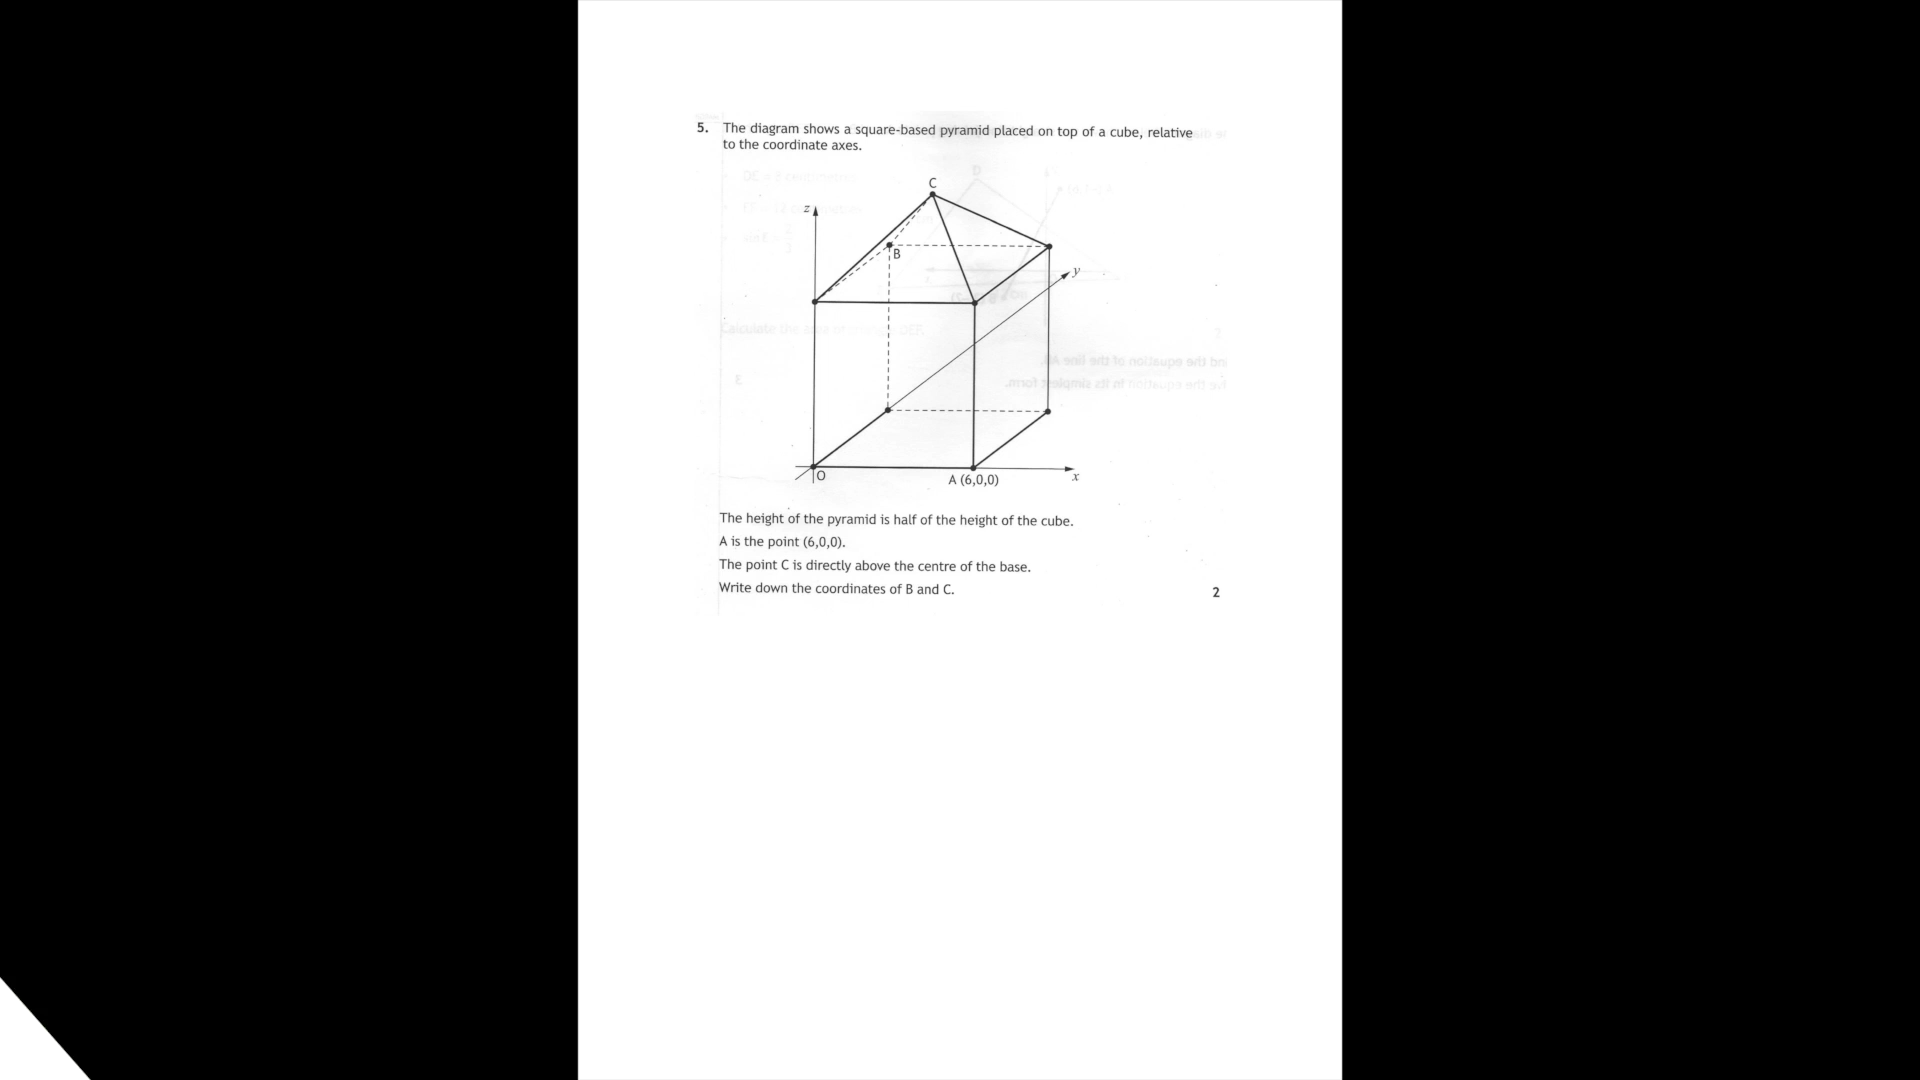 5. The diagram shows a square-based pyramid placed on top of a cube, relative
to the coordinate axes.
C
z
B
y
O
A (6,0,0)
x
The height of the pyramid is half of the height of the cube.
A is the point (6,0,0).
The point C is directly above the centre of the base.
Write down the coordinates of B and C.
2